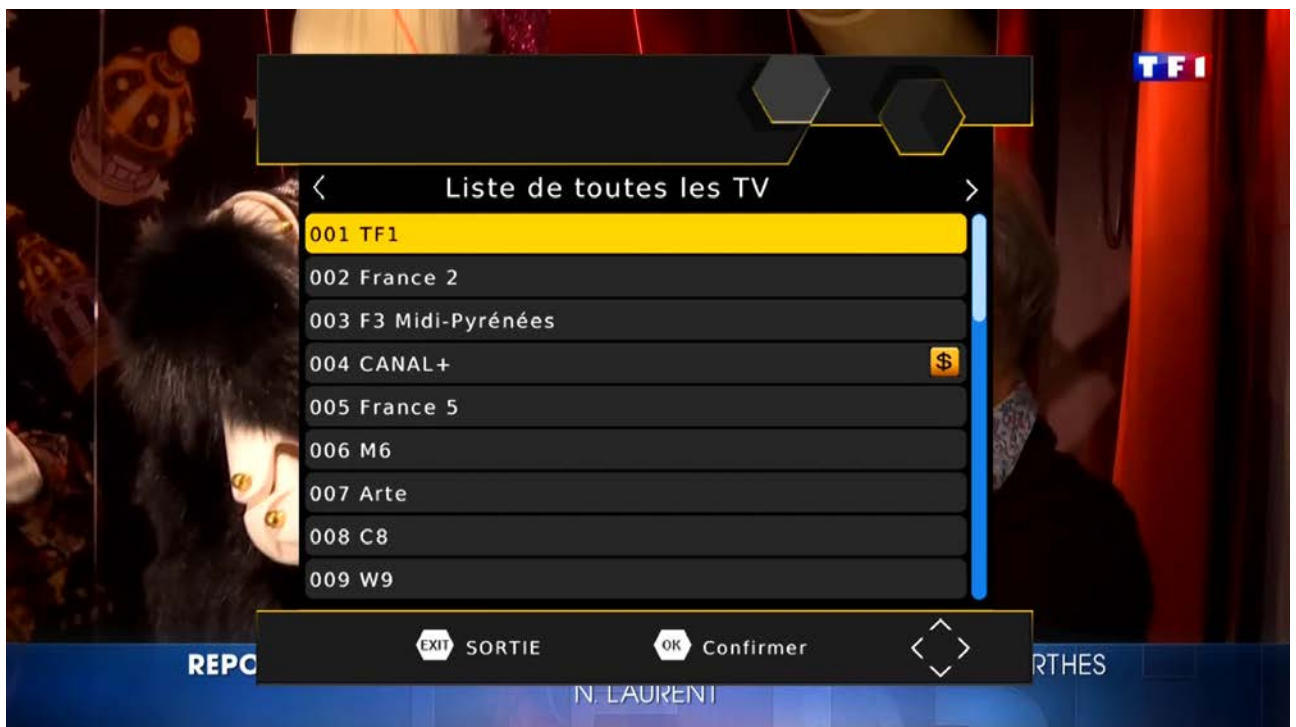 TF1
Liste de toutes les TV
001 TF1
002 France 2
003 F3 Midi-Pyrénées
004 CANAL+ $
005 France 5
006 M6
007 Arte
008 C8
009 W9
EXIT SORTIE OK Confirmer
REPO RTHES
N. LAURENT